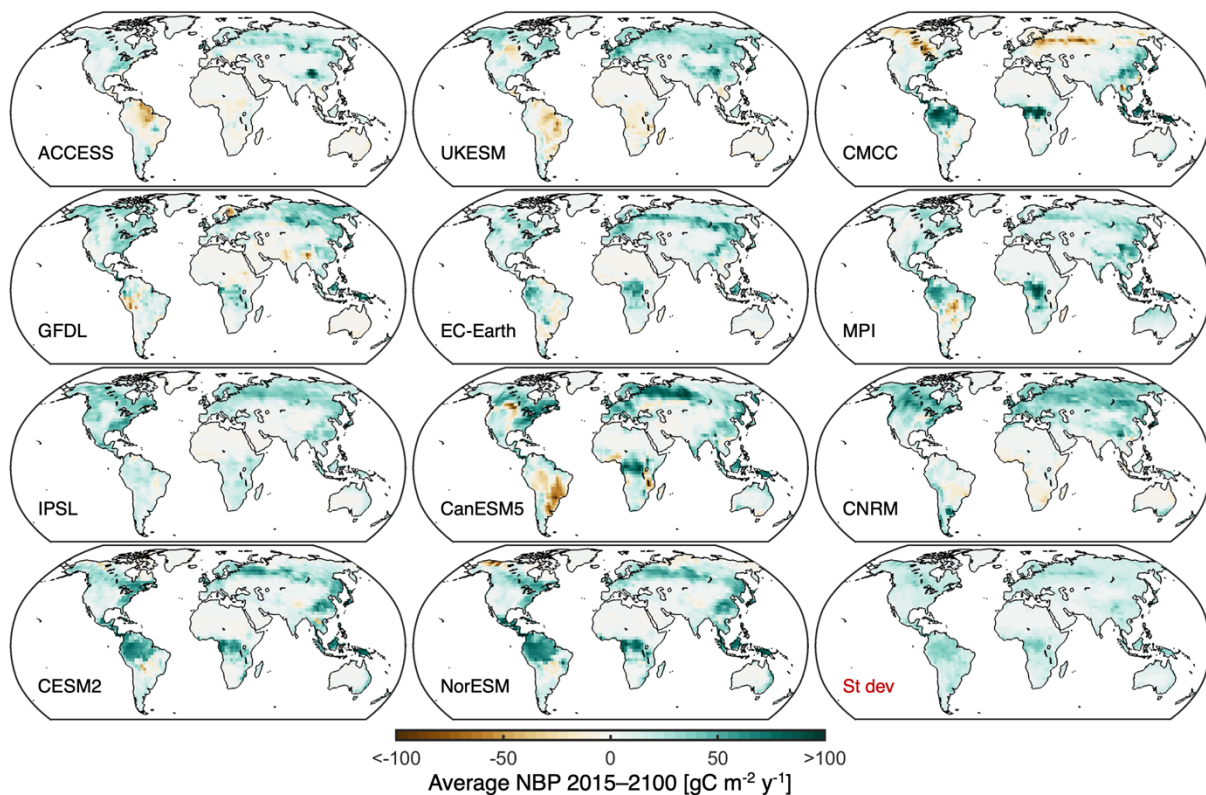 ACCESS
UKESM
CMCC
GFDL
EC-Earth
MPI
IPSL
CanESM5
CNRM
CESM2
NorESM
St dev
<-100 -50 0 50 >100
Average NBP 2015–2100 [gC m⁻² y⁻¹]